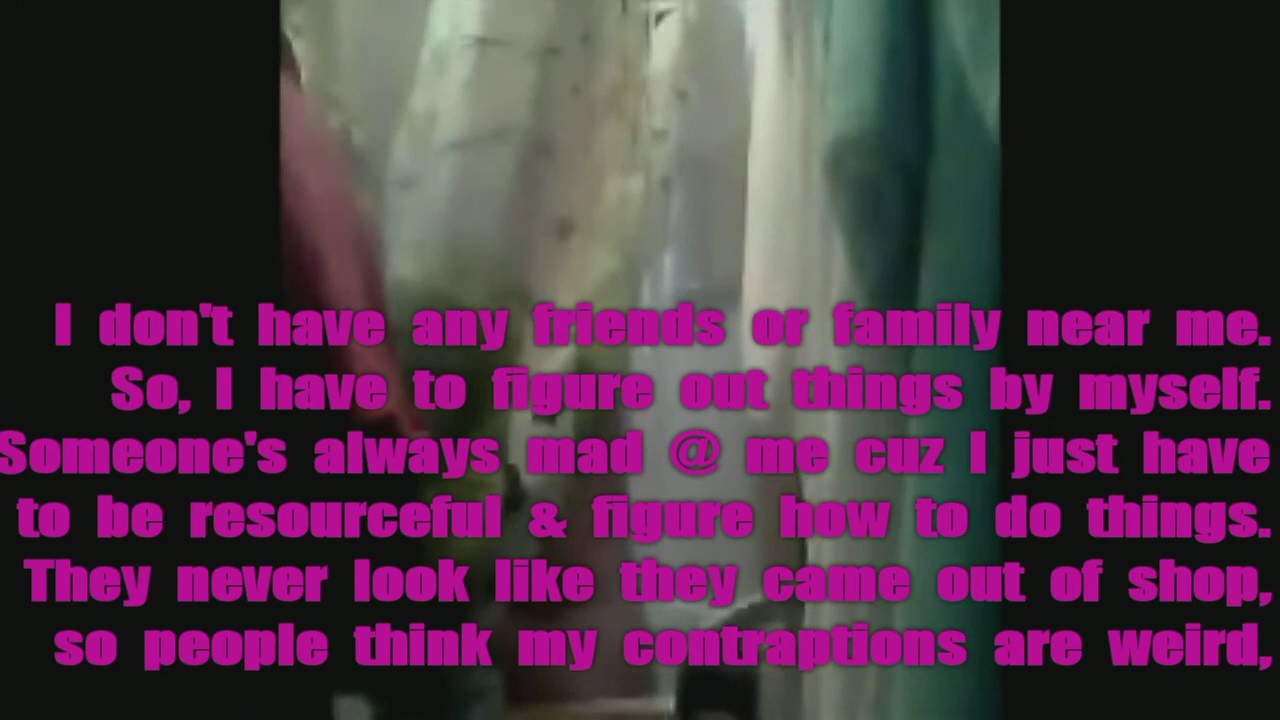 I don't have any friends or family near me.
So, I have to figure out things by myself.
Someone's always mad @ me cuz I just have
to be resourceful & figure how to do things.
They never look like they came out of shop,
so people think my contraptions are weird,